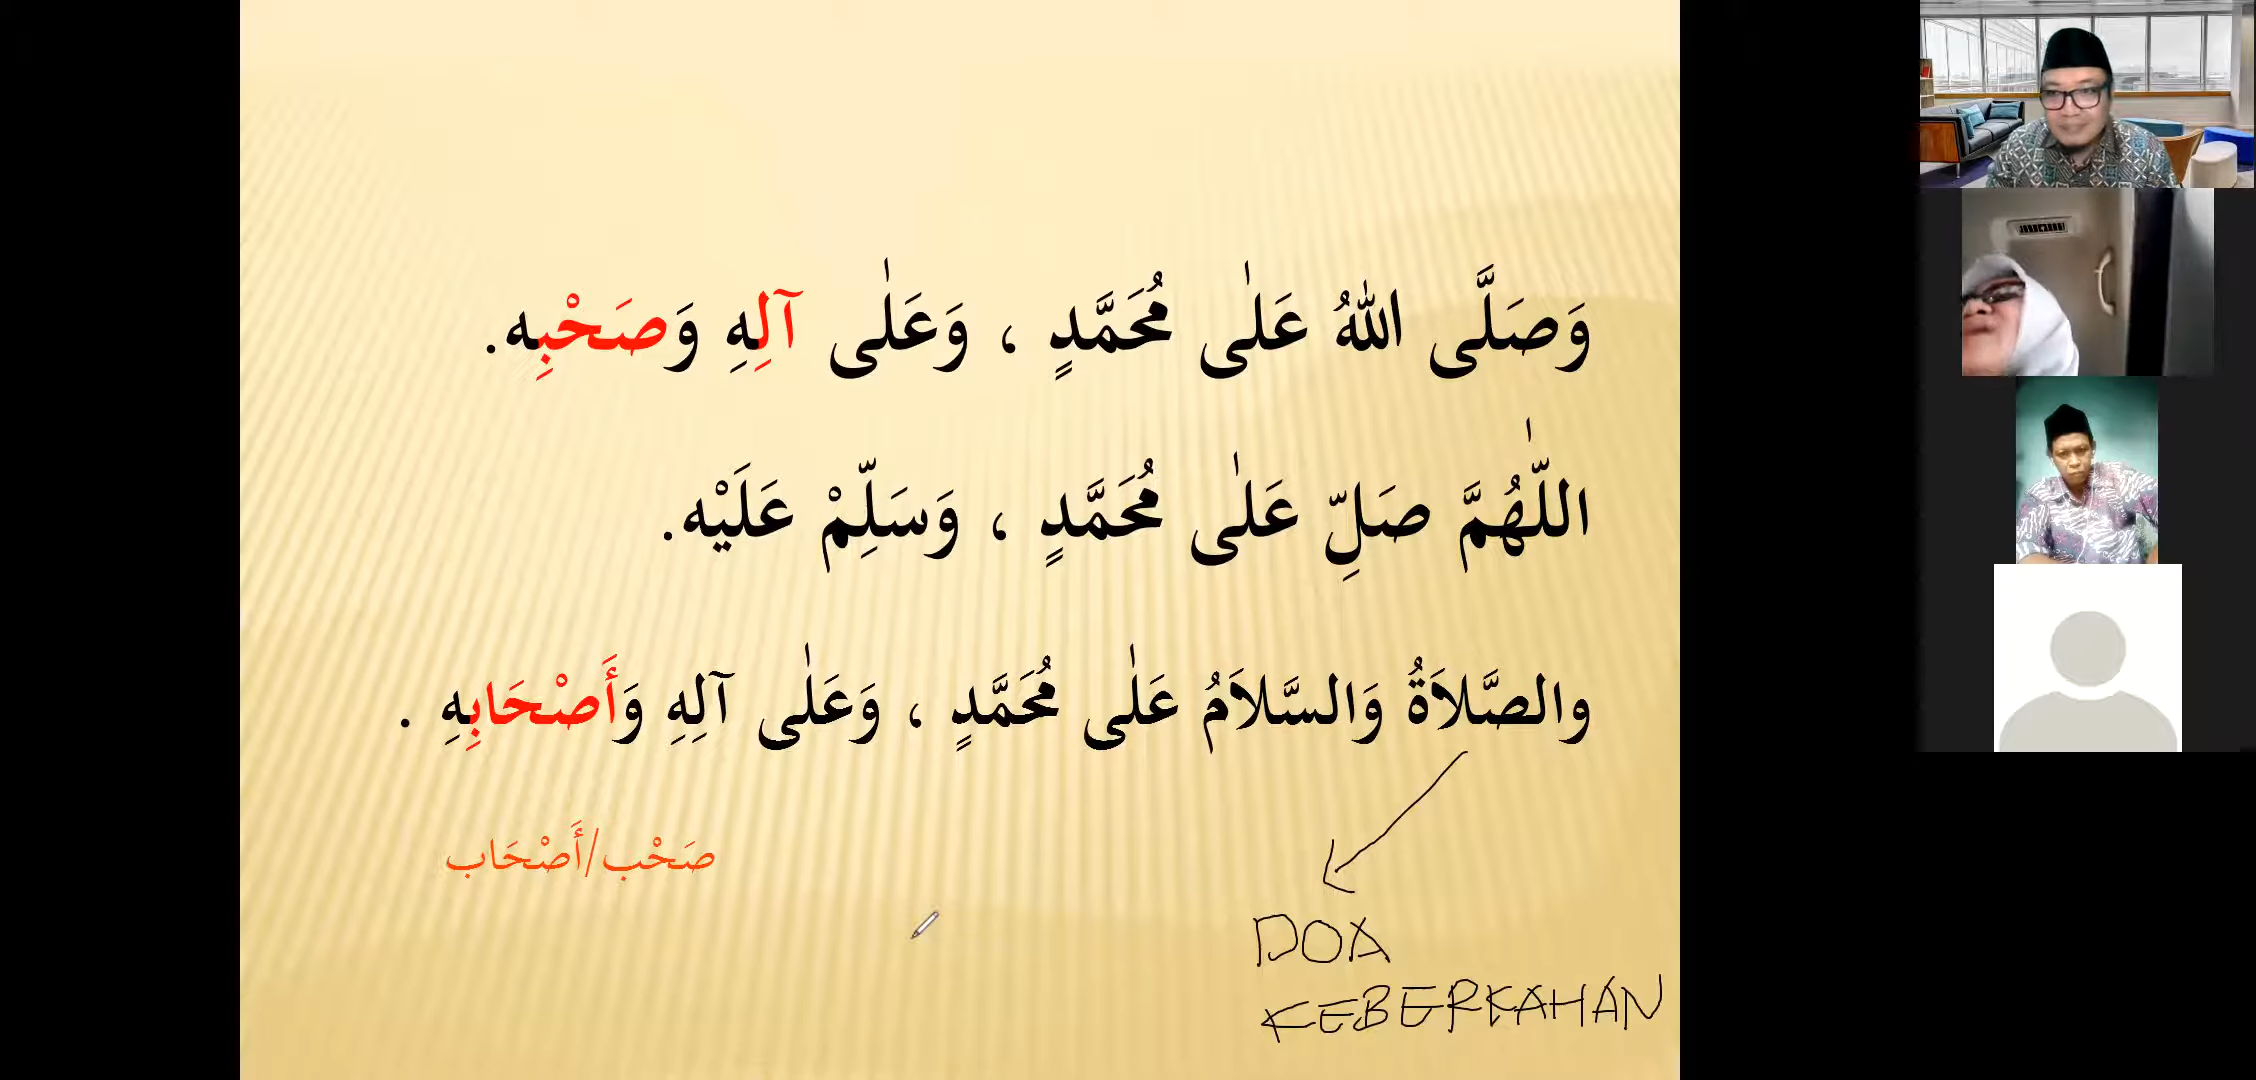 وَصَلَّى اللهُ عَلٰى مُحَمَّدٍ ، وَعَلٰى آلِهِ وَصَحْبِه.
اللّٰهُمَّ صَلِّ عَلٰى مُحَمَّدٍ ، وَسَلِّمْ عَلَيْه.
والصَّلاَةُ وَالسَّلاَمُ عَلٰى مُحَمَّدٍ ، وَعَلٰى آلِهِ وَأَصْحَابِهِ .
صَحْب/أَصْحَاب
DOA
KEBERKAHAN